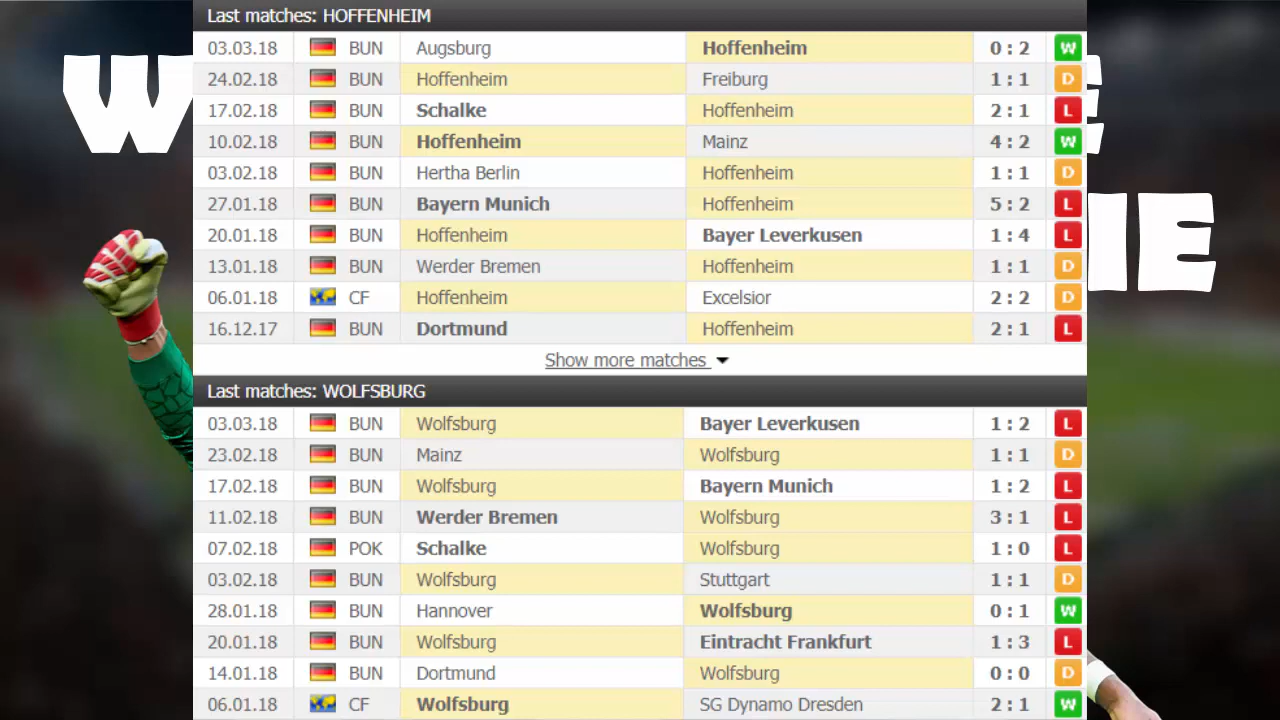 Last matches: HOFFENHEIM
03.03.18 BUN Augsburg Hoffenheim 0 : 2 W
24.02.18 BUN Hoffenheim Freiburg 1 : 1 D
17.02.18 BUN Schalke Hoffenheim 2 : 1 L
10.02.18 BUN Hoffenheim Mainz 4 : 2 W
03.02.18 BUN Hertha Berlin Hoffenheim 1 : 1 D
27.01.18 BUN Bayern Munich Hoffenheim 5 : 2 L
20.01.18 BUN Hoffenheim Bayer Leverkusen 1 : 4 L
13.01.18 BUN Werder Bremen Hoffenheim 1 : 1 D
06.01.18 CF Hoffenheim Excelsior 2 : 2 D
16.12.17 BUN Dortmund Hoffenheim 2 : 1 L
Show more matches
Last matches: WOLFSBURG
03.03.18 BUN Wolfsburg Bayer Leverkusen 1 : 2 L
23.02.18 BUN Mainz Wolfsburg 1 : 1 D
17.02.18 BUN Wolfsburg Bayern Munich 1 : 2 L
11.02.18 BUN Werder Bremen Wolfsburg 3 : 1 L
07.02.18 POK Schalke Wolfsburg 1 : 0 L
03.02.18 BUN Wolfsburg Stuttgart 1 : 1 D
28.01.18 BUN Hannover Wolfsburg 0 : 1 W
20.01.18 BUN Wolfsburg Eintracht Frankfurt 1 : 3 L
14.01.18 BUN Dortmund Wolfsburg 0 : 0 D
06.01.18 CF Wolfsburg SG Dynamo Dresden 2 : 1 W